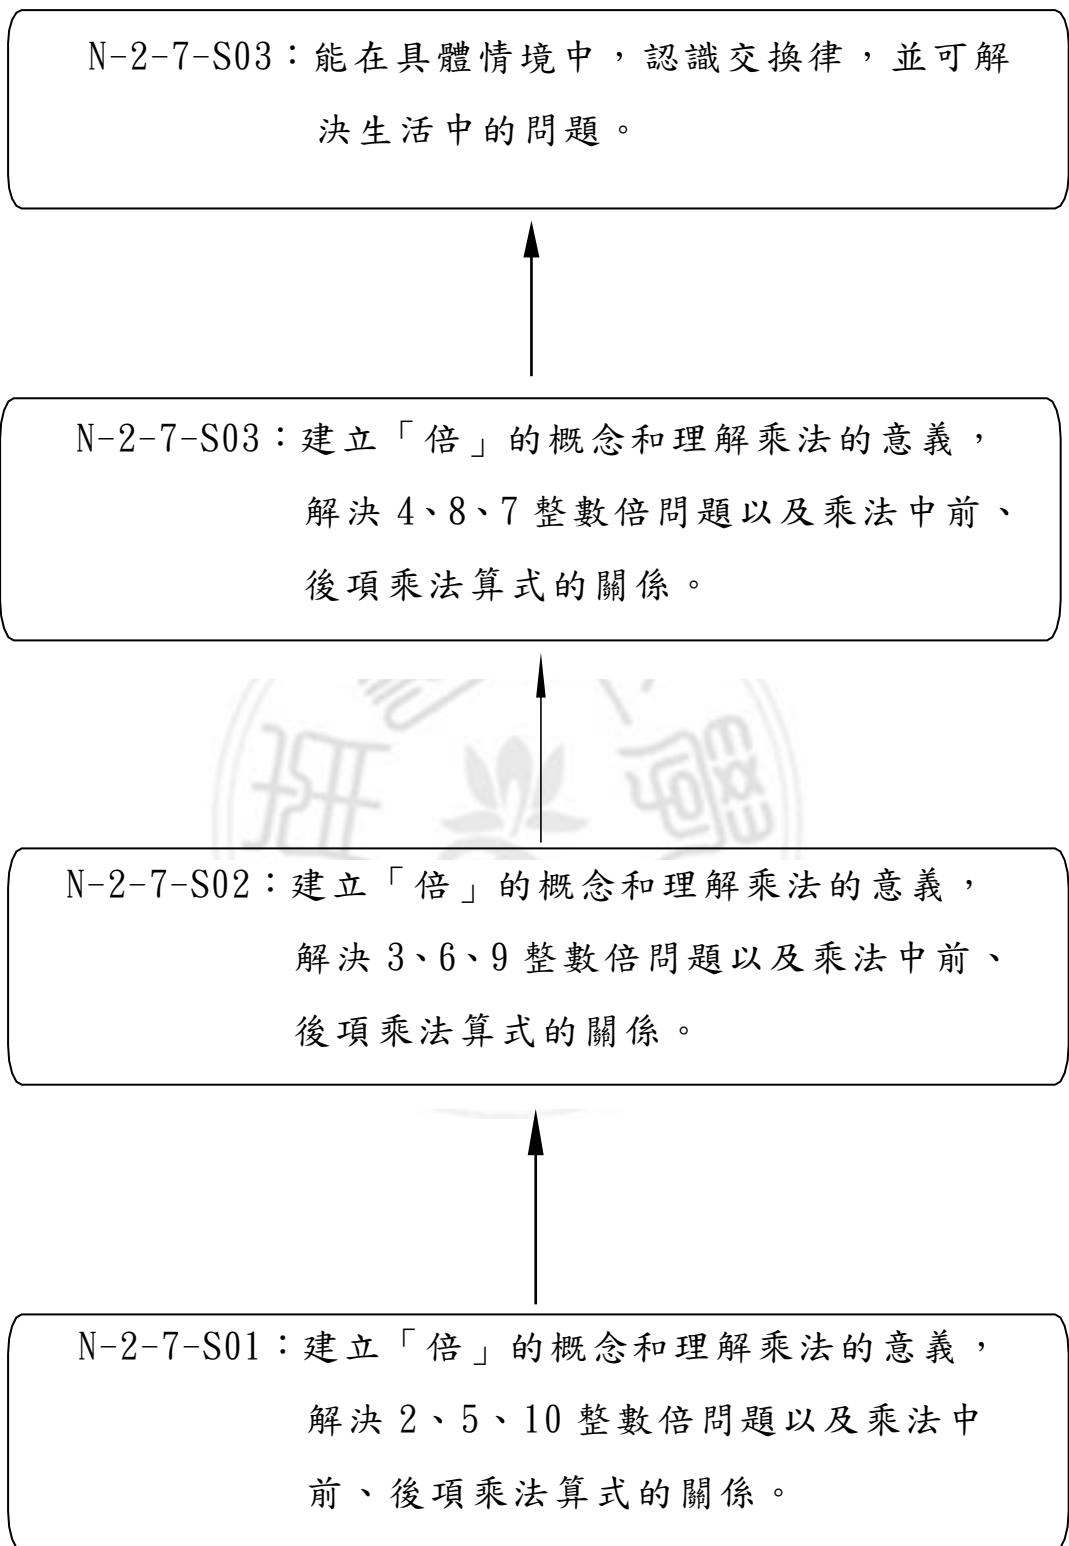 N-2-7-S03：能在具體情境中，認識交換律，並可解
決生活中的問題。
N-2-7-S03：建立「倍」的概念和理解乘法的意義，
解決 4、8、7 整數倍問題以及乘法中前、
後項乘法算式的關係。
N-2-7-S02：建立「倍」的概念和理解乘法的意義，
解決 3、6、9 整數倍問題以及乘法中前、
後項乘法算式的關係。
N-2-7-S01：建立「倍」的概念和理解乘法的意義，
解決 2、5、10 整數倍問題以及乘法中
前、後項乘法算式的關係。